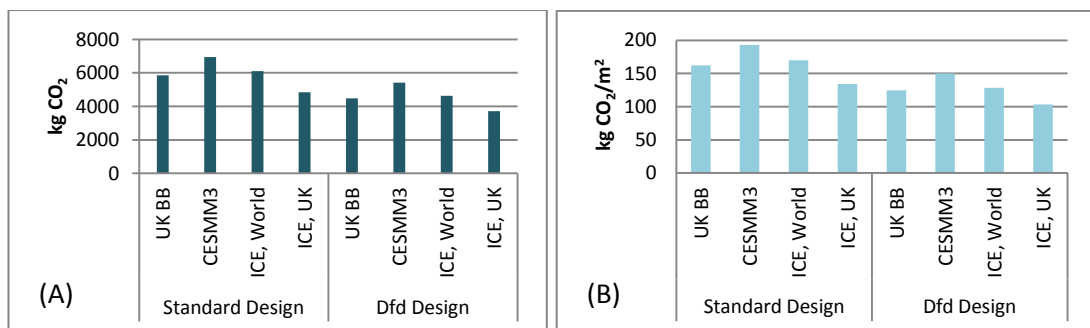 8000
6000
4000
2000
0
kg CO₂
UK BB
CESMM3
ICE, World
ICE, UK
UK BB
CESMM3
ICE, World
ICE, UK
Standard Design
Dfd Design
(A)
200
150
100
50
0
kg CO₂/m²
UK BB
CESMM3
ICE, World
ICE, UK
UK BB
CESMM3
ICE, World
ICE, UK
Standard Design
Dfd Design
(B)